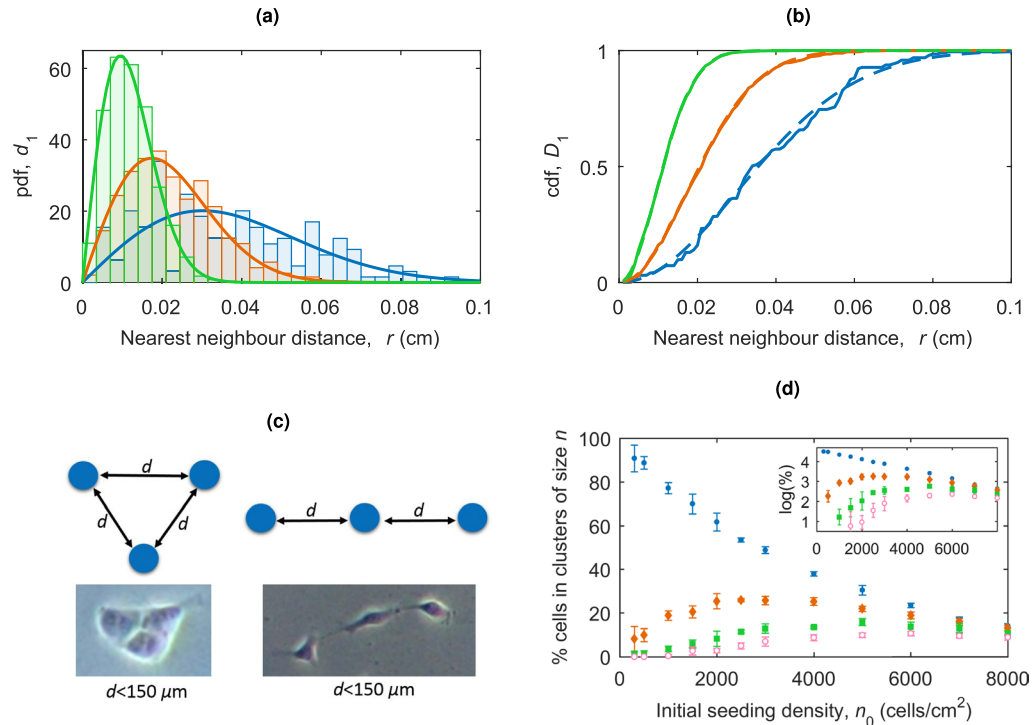 (a)
60
40
20
0
pdf, d₁
0
0.02
0.04
0.06
0.08
0.1
Nearest neighbour distance, r (cm)
(b)
1
0.5
0
cdf, D₁
0.02
0.04
0.06
0.08
0.1
Nearest neighbour distance, r (cm)
(c)
d
d
d
d
d
d<150 µm
d<150 µm
(d)
100
80
60
40
20
0
% cells in clusters of size n
0
2000
4000
6000
8000
Initial seeding density, n₀ (cells/cm²)
4
3
2
1
log(%)
0
2000
4000
6000